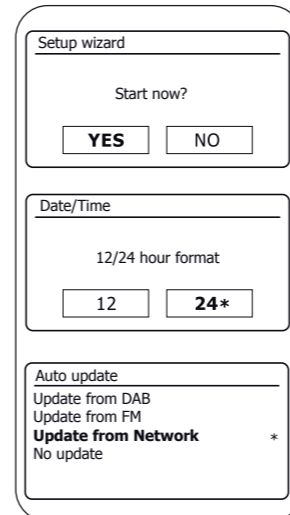 Setup wizard
Start now?
YES NO
Date/Time
12/24 hour format
12 24*
Auto update
Update from DAB
Update from FM
Update from Network *
No update